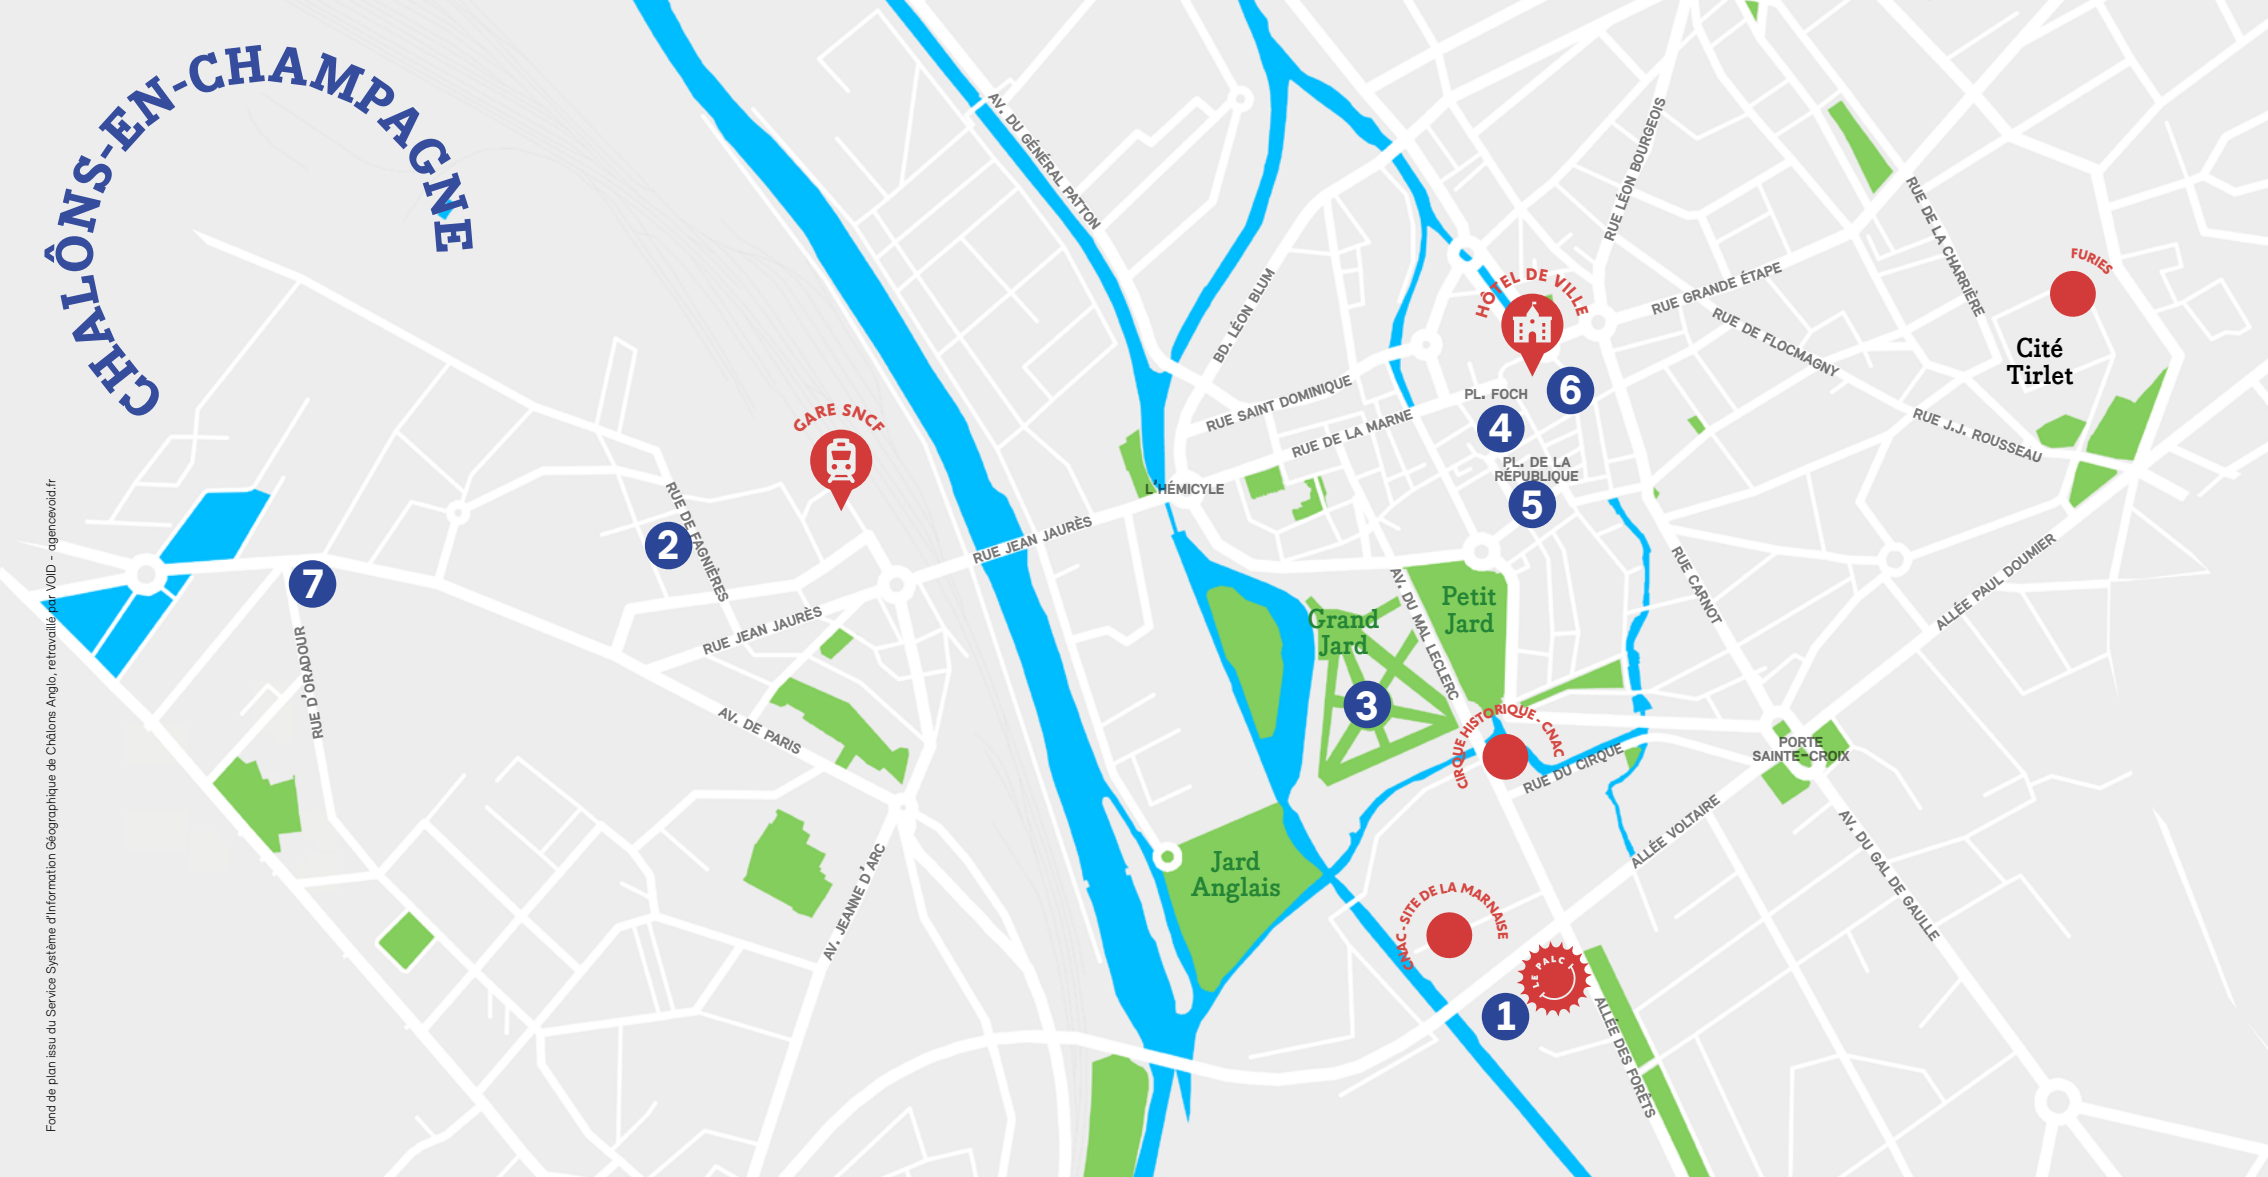 CHÂLONS-EN-CHAMPAGNE
AV. DU GÉNÉRAL PATTON
RUE LÉON BOURGEOIS
RUE DE LA CHARRIÈRE
FURIES
Cité
Tirlet
RUE GRANDE ÉTAPE
RUE DE FLOCMAGNY
RUE J.J. ROUSSEAU
HÔTEL DE VILLE
BD. LÉON BLUM
RUE SAINT DOMINIQUE
RUE DE LA MARNE
PL. FOCH
6
4
PL. DE LA
RÉPUBLIQUE
5
GARE SNCF
L'HÉMICYLE
RUE JEAN JAURÈS
RUE DE FAGNIÈRES
2
7
RUE JEAN JAURÈS
RUE D'ORADOUR
AV. DE PARIS
AV. JEANNE D'ARC
AV. DU MAL LECLERC
Petit
Jard
Grand
Jard
3
RUE CARNOT
ALLÉE PAUL DOUMIER
CIRQUE HISTORIQUE - CNAC
RUE DU CIRQUE
PORTE
SAINTE-CROIX
ALLÉE VOLTAIRE
AV. DU GAL DE GAULLE
Jard
Anglais
CNAC - SITE DE LA MARNAISE
LE PALC
1
ALLÉE DES FORÊTS
Fond de plan issu du Service Système d'Information Géographique de Châlons Anglo, retravaillé par VOID - agencevoid.fr